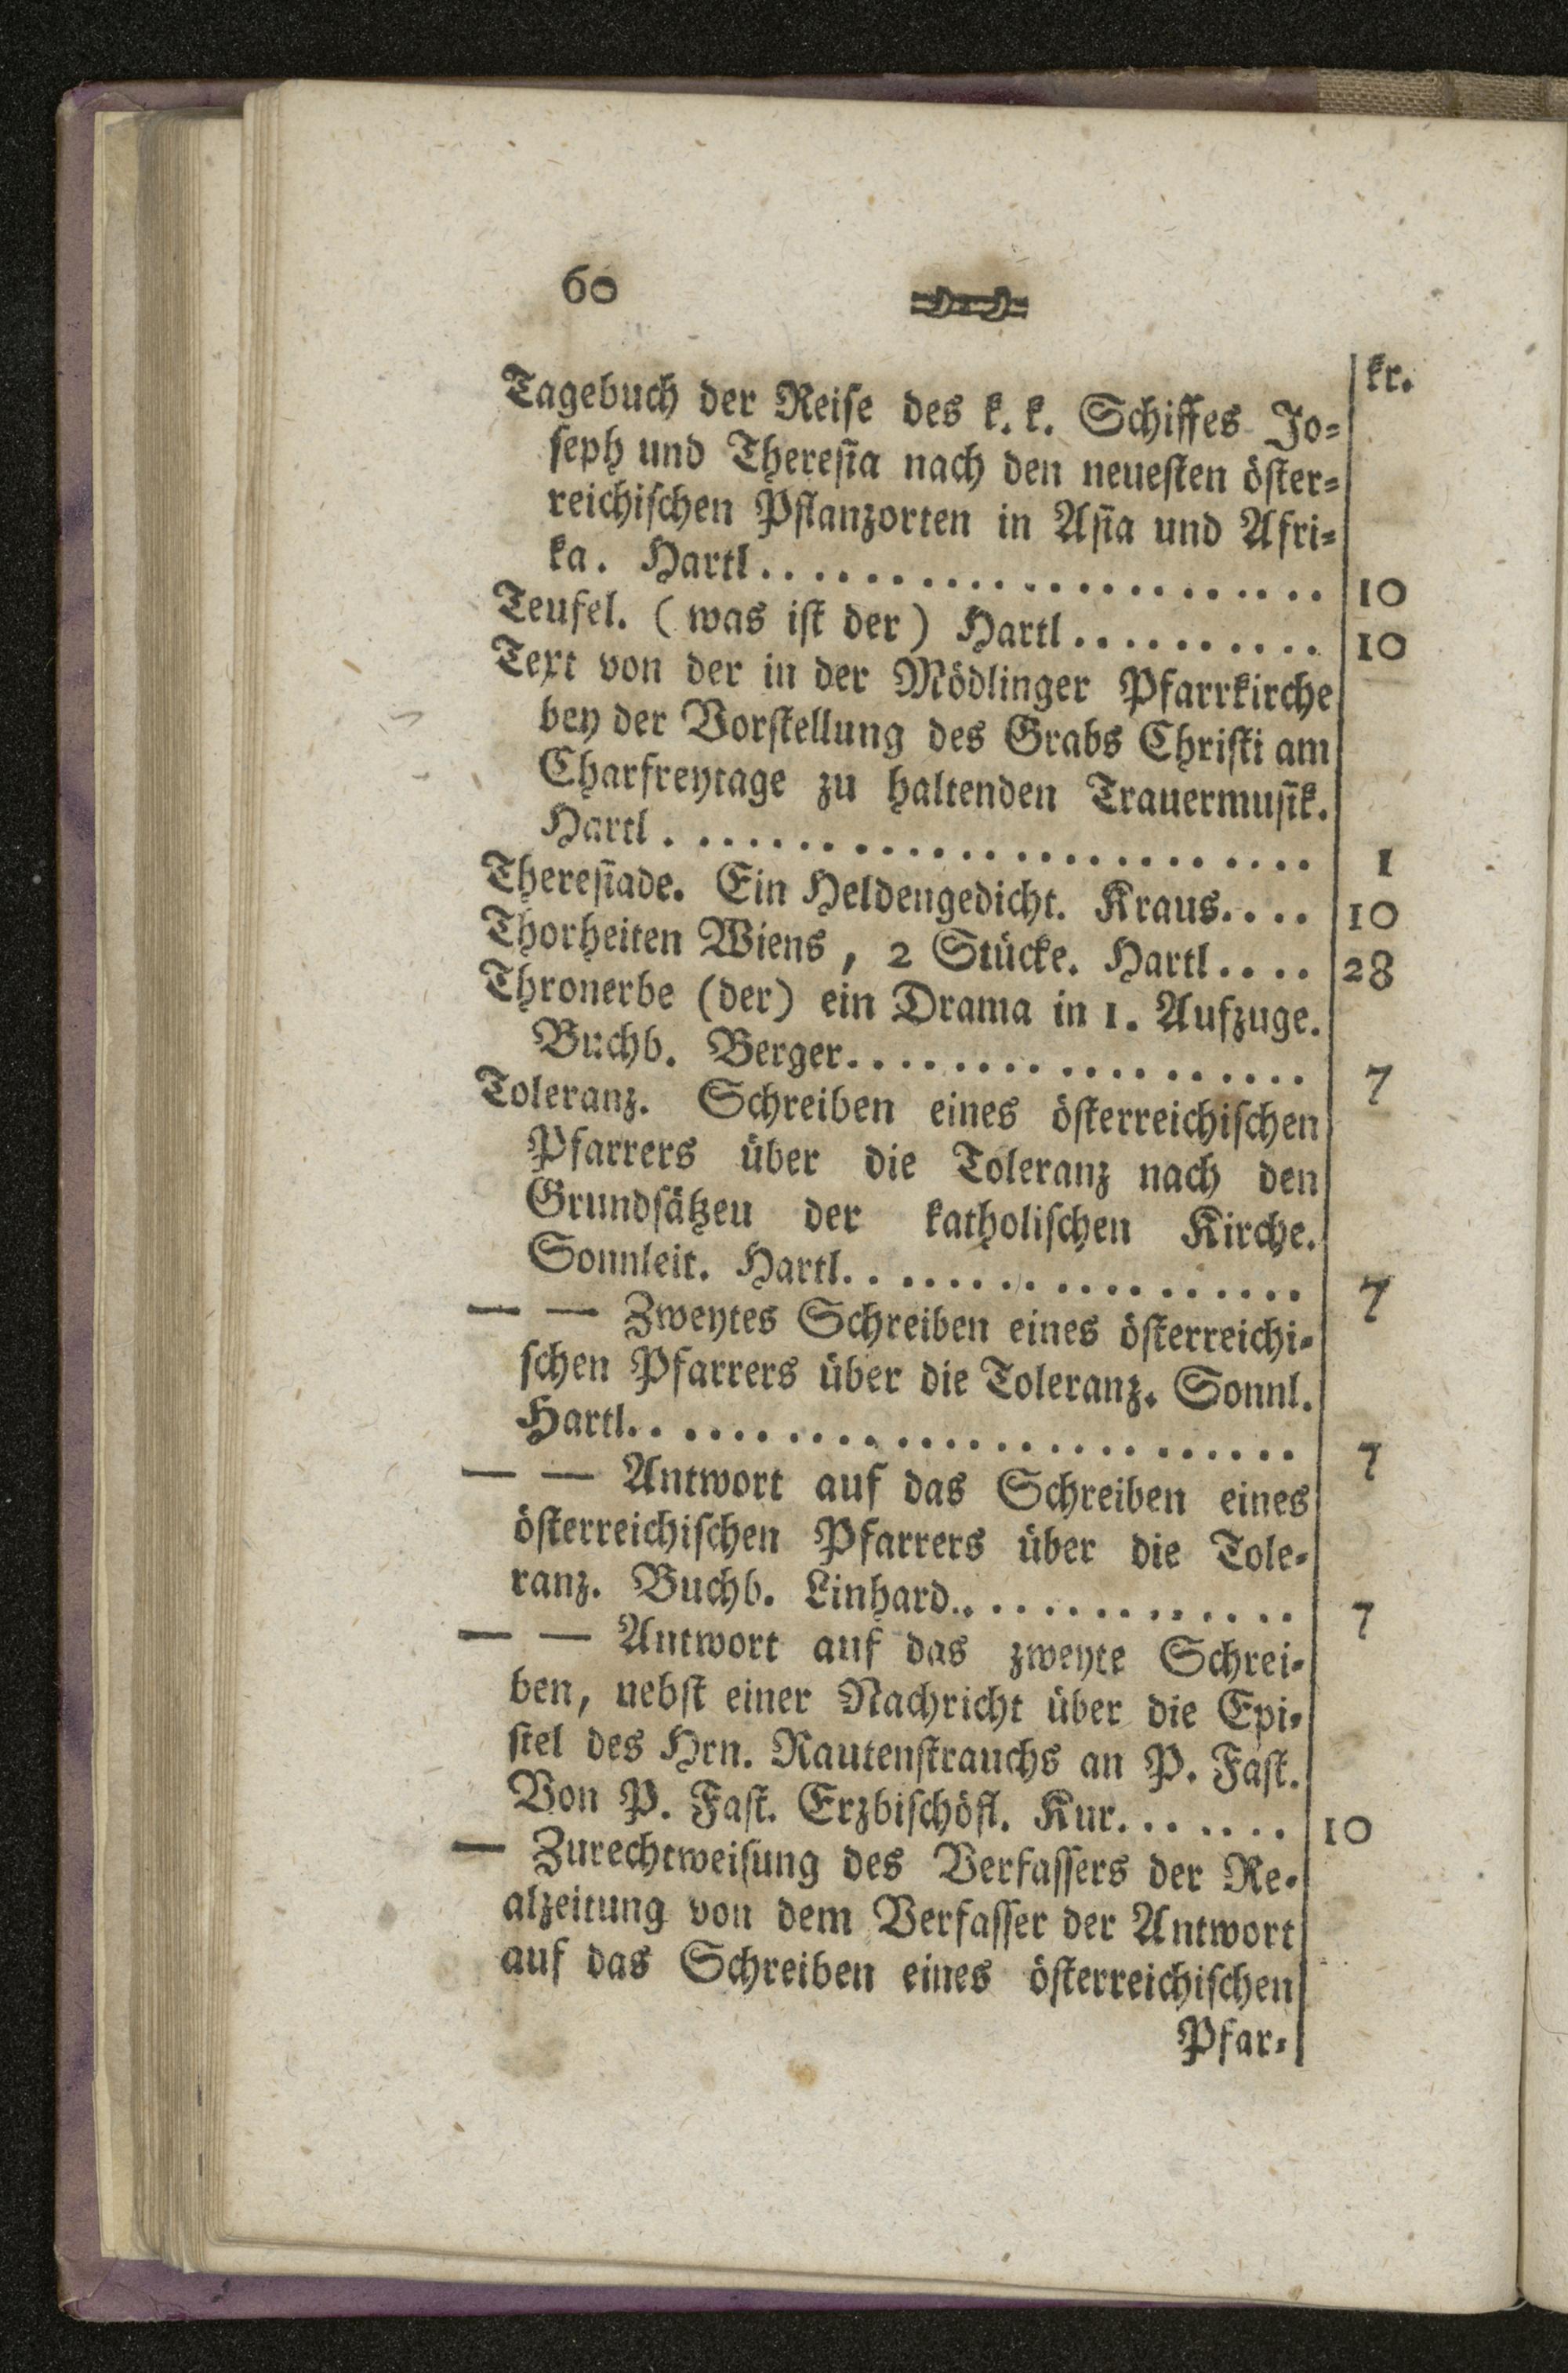 60
kr.
Tagebuch der Reiſe des k. k. Schiffes Jo=
ſeph und Thereſia nach den neueſten öſter=
reichiſchen Pflanzorten in Aſia und Afri=
ka. Hartl...................... 10
Teufel. (was iſt der) Hartl.......... 10
Text von der in der Mödlinger Pfarrkirche
bey der Vorſtellung des Grabs Chriſti am
Charfreytage zu haltenden Trauermuſik.
Hartl......................... 1
Thereſiade. Ein Heldengedicht. Kraus.... 10
Thorheiten Wiens, 2 Stücke. Hartl.... 28
Thronerbe (der) ein Drama in 1. Aufzuge.
Buchb. Berger.................. 7
Toleranz. Schreiben eines öſterreichiſchen
Pfarrers über die Toleranz nach den
Grundſätzeu der katholiſchen Kirche.
Sonnleit. Hartl.................. 7
— — Zweytes Schreiben eines öſterreichi=
ſchen Pfarrers über die Toleranz. Sonnl.
Hartl.......................... 7
— — Antwort auf das Schreiben eines
öſterreichiſchen Pfarrers über die Tole=
ranz. Buchb. Linhard.............. 7
— — Antwort auf das zweyte Schrei=
ben, nebſt einer Nachricht über die Epi=
ſtel des Hrn. Rautenſtrauchs an P. Faſt.
Von P. Faſt. Erzbiſchöfl. Kur....... 10
— Zurechtweiſung des Verfaſſers der Re=
alzeitung von dem Verfaſſer der Antwort
auf das Schreiben eines öſterreichiſchen
Pfar=